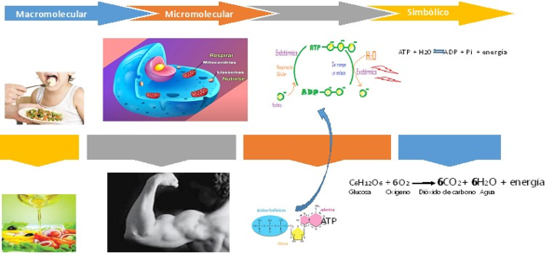 Macromolecular
Micromolecular
Simbólico
Respirar
Mitocondrias
Lisosomas
Nutrirse
Endotérmica
ATP
H2O
Exotérmica
ADP
ATP + H2O ADP + Pi + energía
C6H12O6 + 6O2 6CO2 + 6H2O + energía
Glucosa Oxígeno Dióxido de carbono Agua
ATP